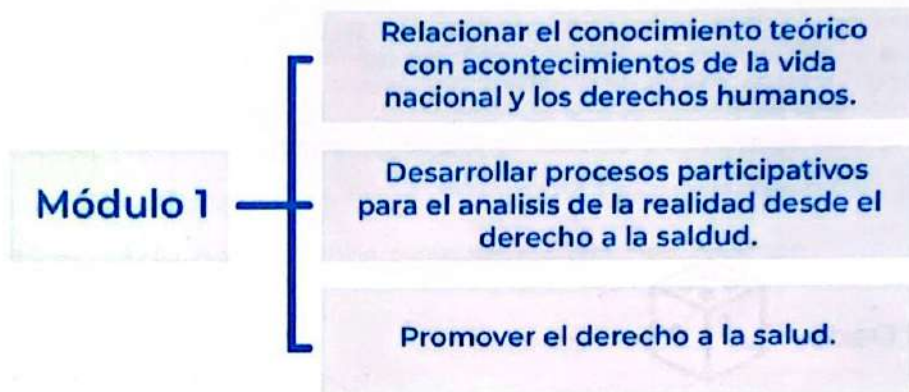 Relacionar el conocimiento teórico
con acontecimientos de la vida
nacional y los derechos humanos.
Módulo 1
Desarrollar procesos participativos
para el analisis de la realidad desde el
derecho a la saldud.
Promover el derecho a la salud.